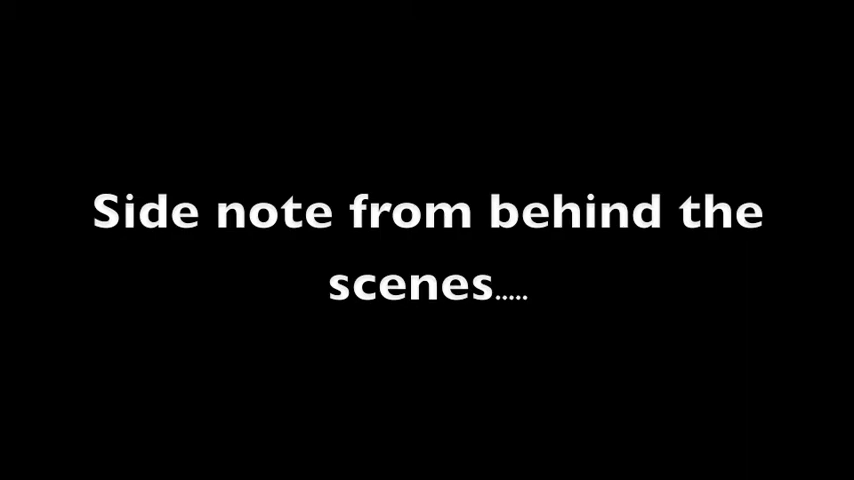 Side note from behind the
scenes.....